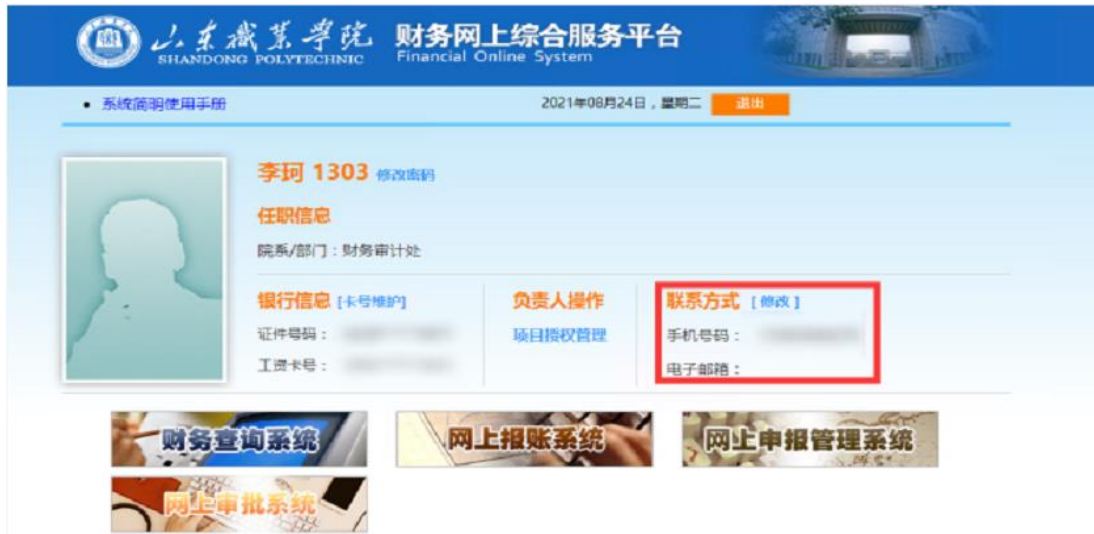 山东职业学院 财务网上综合服务平台
SHANDONG POLYTECHNIC Financial Online System
• 系统简明使用手册 2021年08月24日,星期二 退出
李珂 1303 修改密码
任职信息
院系/部门:财务审计处
银行信息 [卡号维护] 负责人操作 联系方式 [修改]
证件号码: 项目授权管理 手机号码:
工资卡号: 电子邮箱:
财务查询系统 网上报账系统 网上申报管理系统
网上审批系统